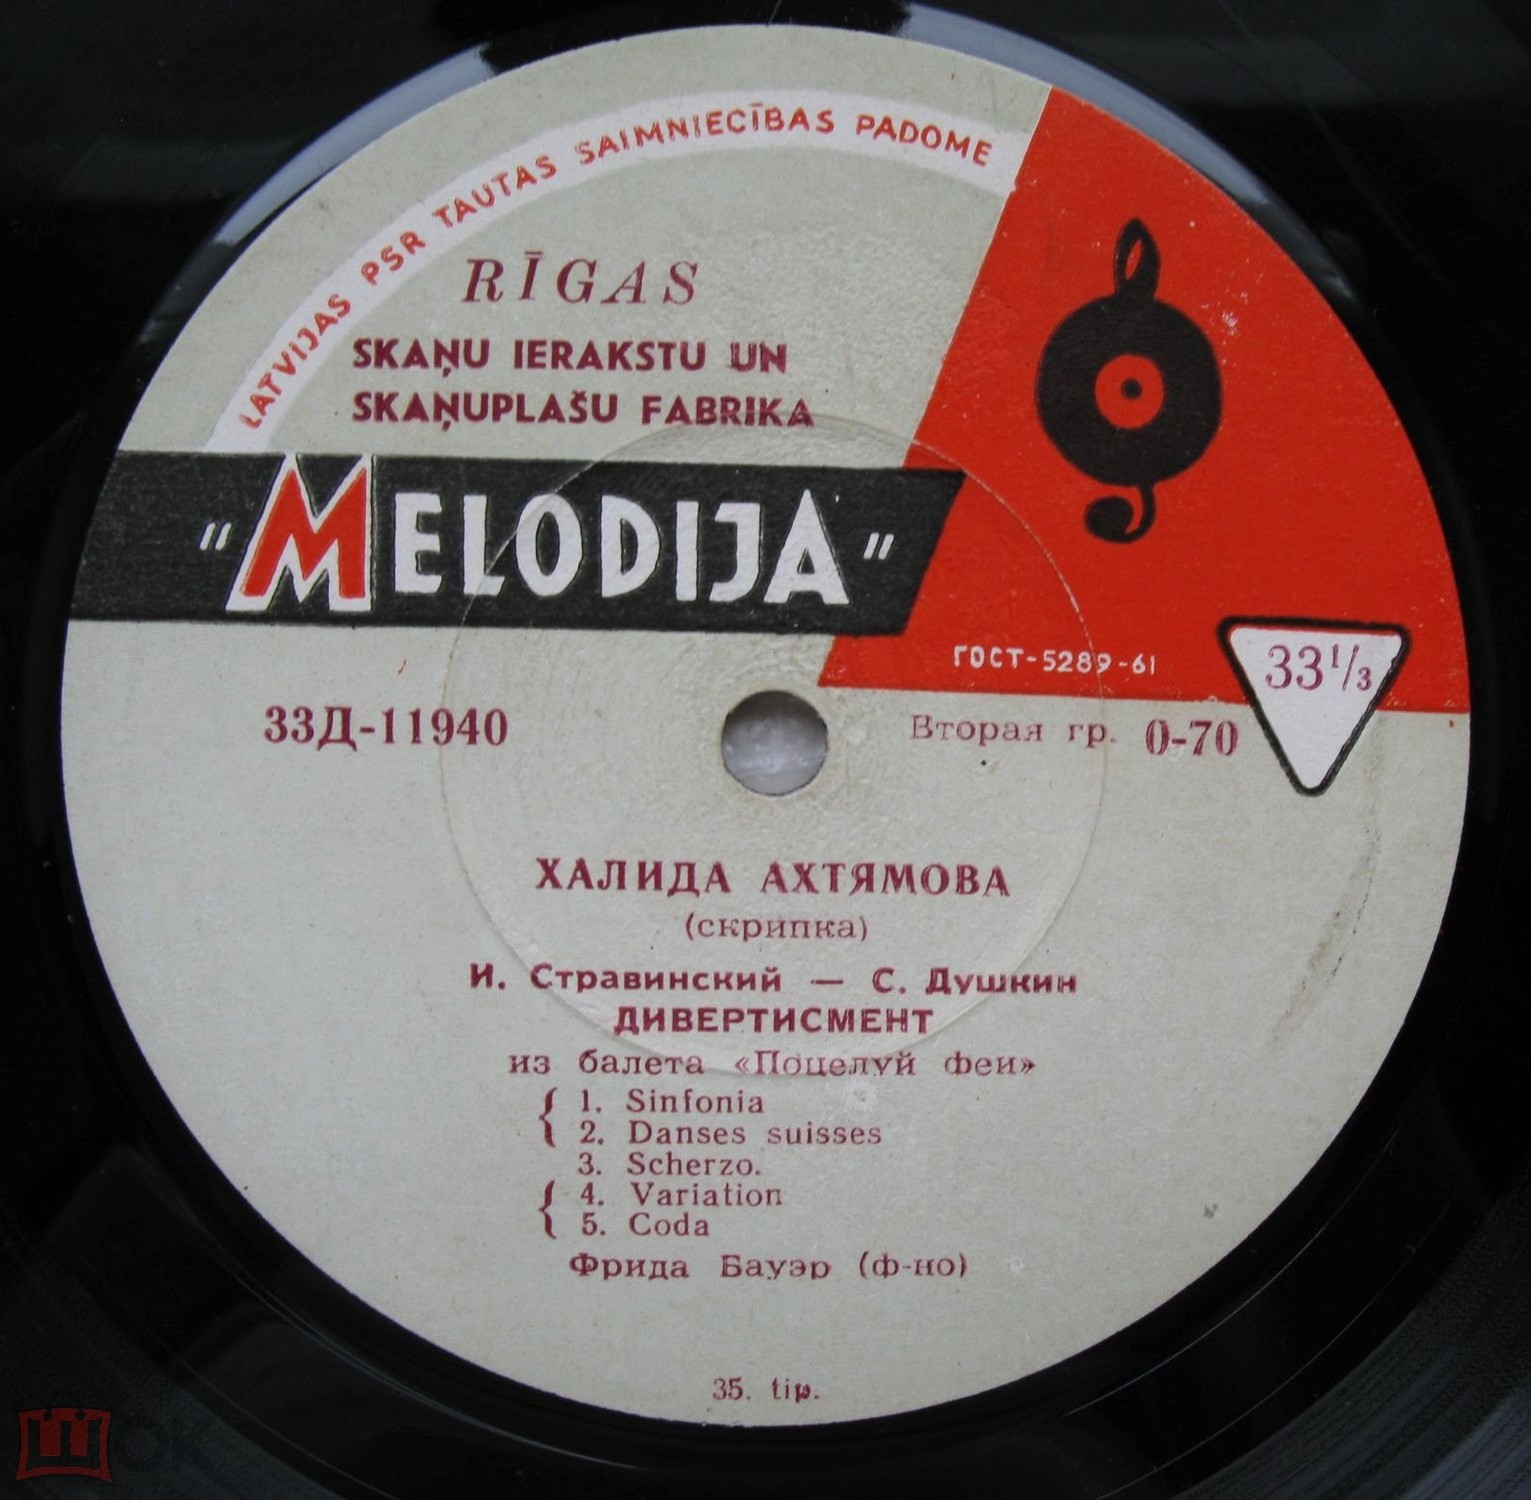 LATVIJAS PSR TAUTAS SAIMNIECĪBAS PADOME
RĪGAS
SKAŅU IERAKSTU UN
SKAŅUPLAŠU FABRIKA
"MELODIJA"
ГОСТ-5289-61
33⅓
33Д-11940
Вторая гр. 0-70
ХАЛИДА АХТЯМОВА
(скрипка)
И. Стравинский — С. Душкин
ДИВЕРТИСМЕНТ
из балета «Поцелуй феи»
1. Sinfonia
2. Danses suisses
3. Scherzo.
4. Variation
5. Coda
Фрида Бауэр (ф-но)
35. tip.
ШОК